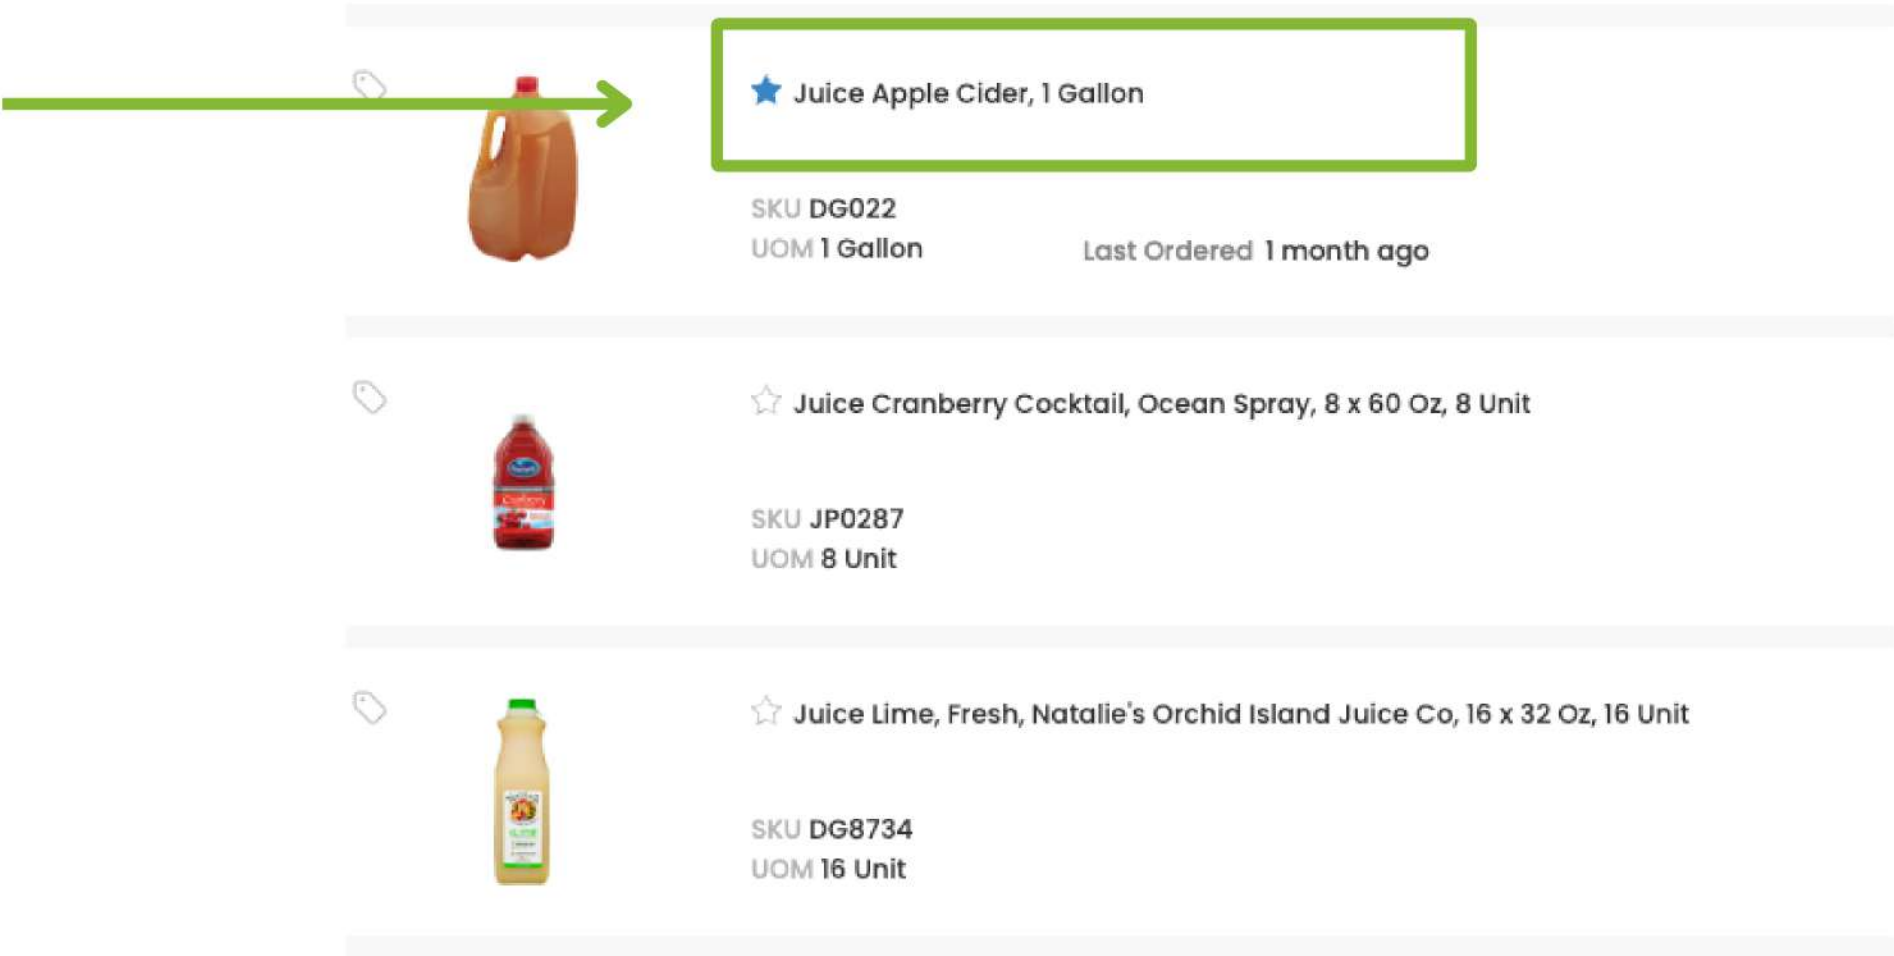 Juice Apple Cider, 1 Gallon
SKU DG022
UOM 1 Gallon
Last Ordered 1 month ago
Juice Cranberry Cocktail, Ocean Spray, 8 x 60 Oz, 8 Unit
SKU JP0287
UOM 8 Unit
Juice Lime, Fresh, Natalie's Orchid Island Juice Co, 16 x 32 Oz, 16 Unit
SKU DG8734
UOM 16 Unit